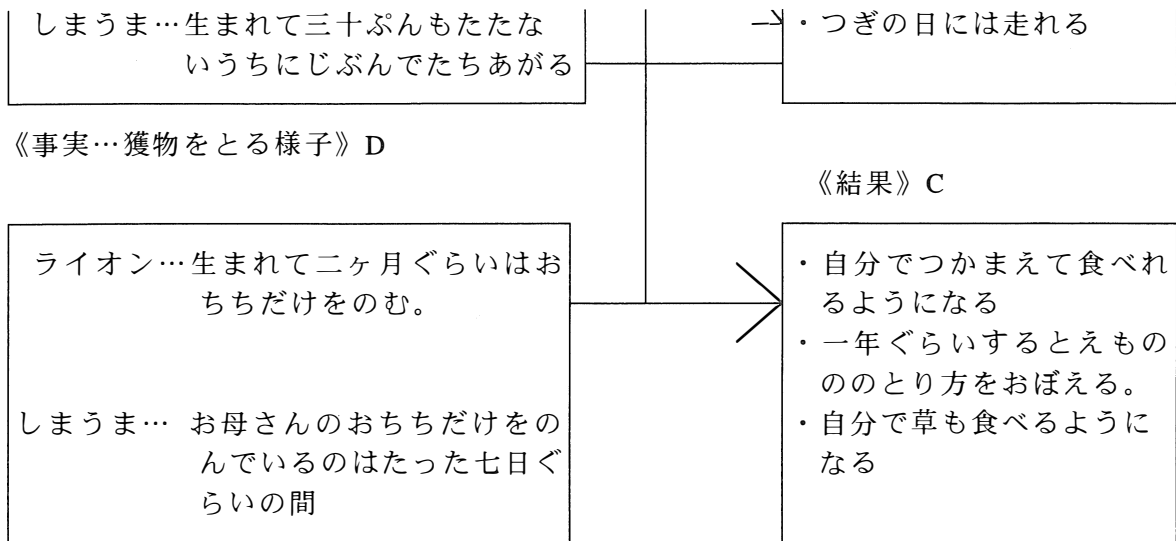 しまうま…生まれて三十ぷんもたたな
いうちにじぶんでたちあがる
・つぎの日には走れる
《事実…獲物をとる様子》D
《結果》C
ライオン…生まれて二ヶ月ぐらいはお
ちちだけをのむ。
しまうま… お母さんのおちちだけをの
んでいるのはたった七日ぐ
らいの間
・自分でつかまえて食べれ
るようになる
・一年ぐらいするとえもの
ののとり方をおぼえる。
・自分で草も食べるように
なる